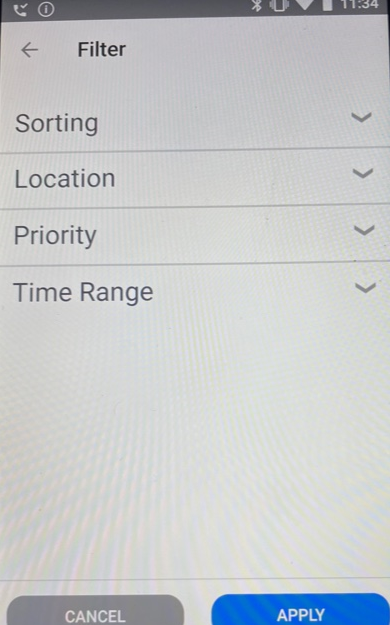 11:34
Filter
Sorting
Location
Priority
Time Range
CANCEL
APPLY